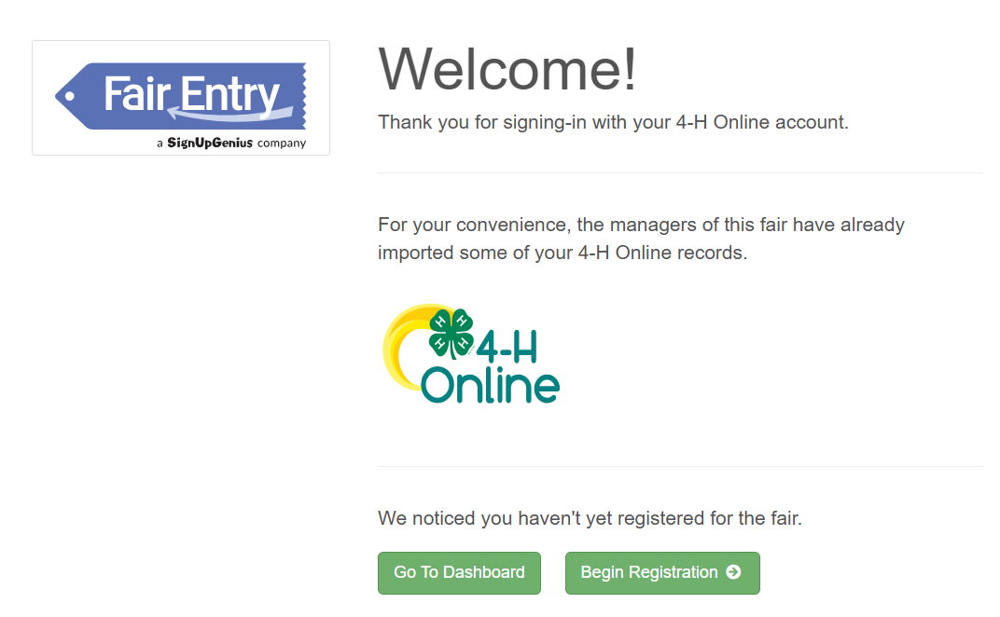 Fair Entry
a SignUpGenius company
Welcome!
Thank you for signing-in with your 4-H Online account.
For your convenience, the managers of this fair have already
imported some of your 4-H Online records.
H H
H H
4-H
Online
We noticed you haven't yet registered for the fair.
Go To Dashboard
Begin Registration